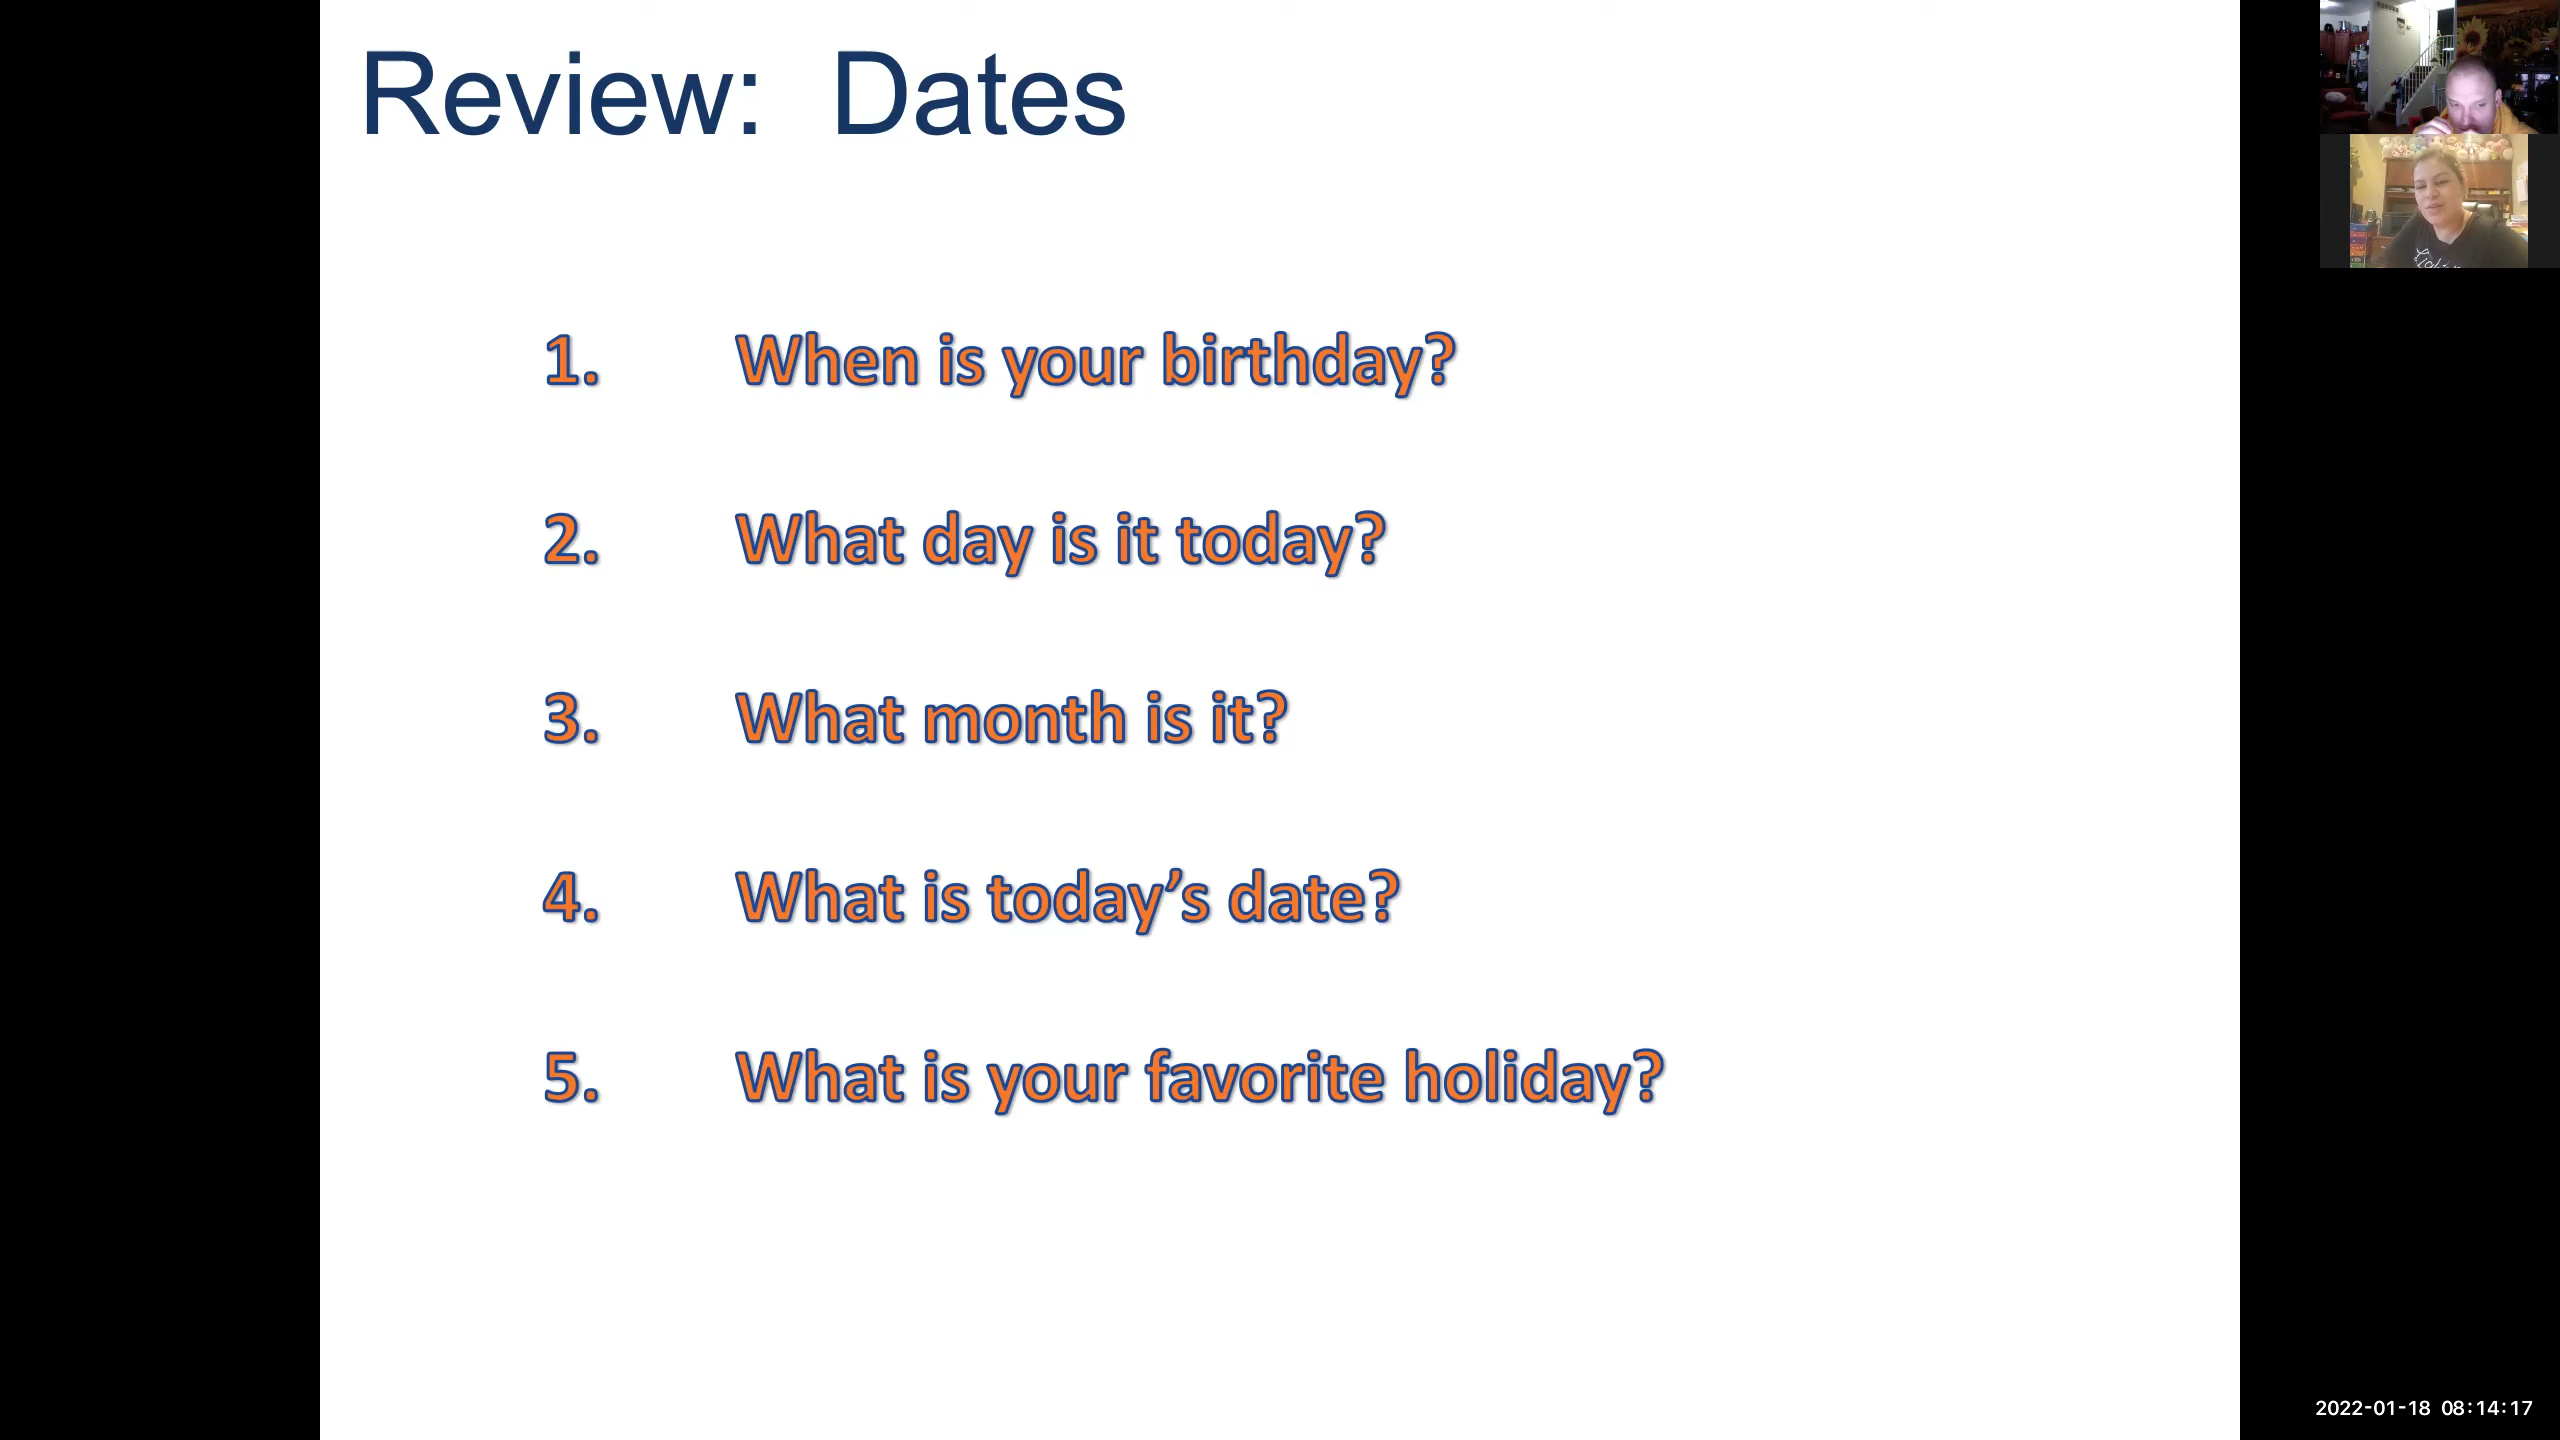 Review: Dates
1. When is your birthday?
2. What day is it today?
3. What month is it?
4. What is today’s date?
5. What is your favorite holiday?
2022-01-18 08:14:17